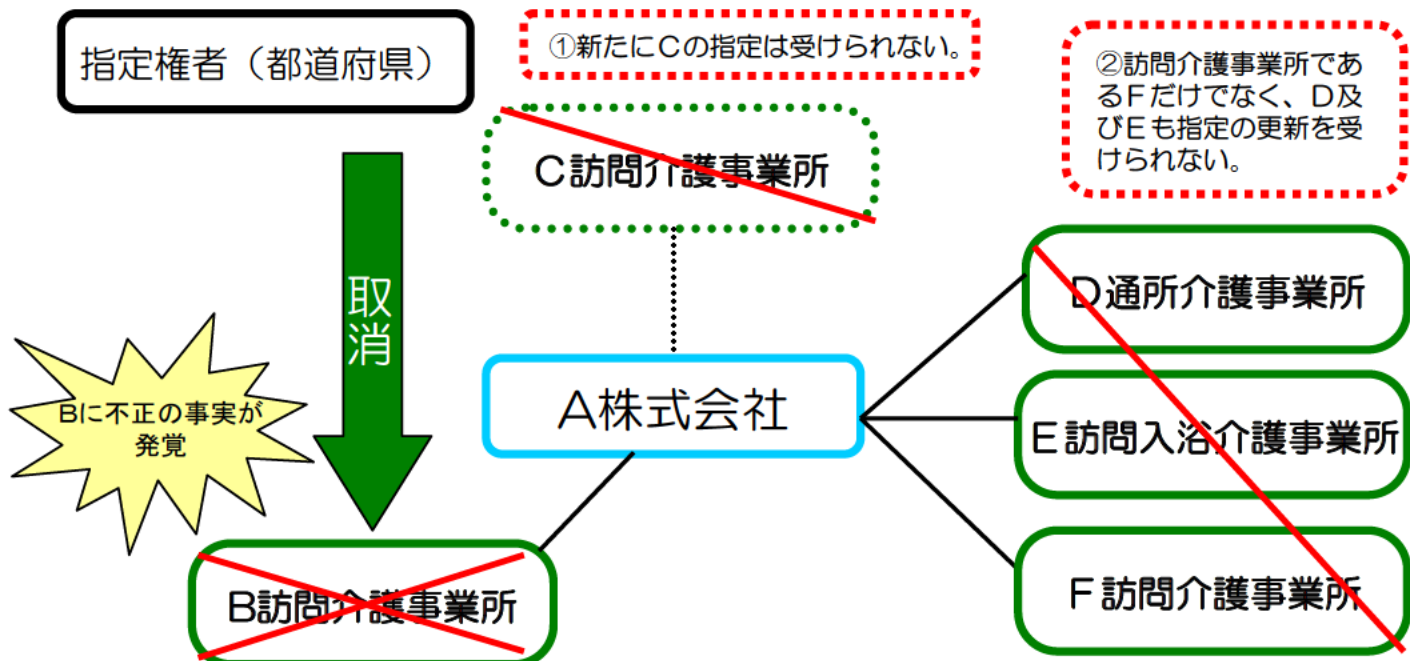 指定権者（都道府県）
①新たにCの指定は受けられない。
②訪問介護事業所であ
るFだけでなく、D及
びEも指定の更新を受
けられない。
C訪問介護事業所
取消
D通所介護事業所
Bに不正の事実が
発覚
A株式会社
E訪問入浴介護事業所
B訪問介護事業所
F訪問介護事業所